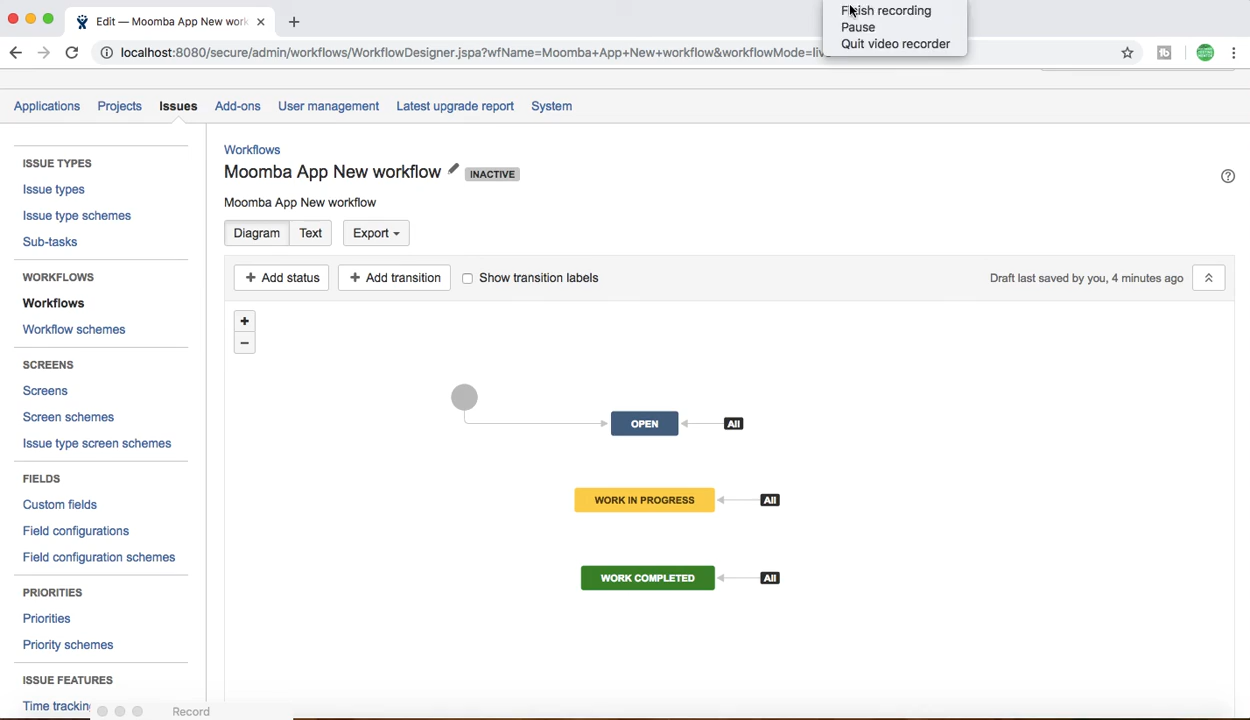 Edit — Moomba App New work
Finish recording
Pause
Quit video recorder
localhost:8080/secure/admin/workflows/WorkflowDesigner.jspa?wfName=Moomba+App+New+workflow&workflowMode=liv
Applications Projects Issues Add-ons User management Latest upgrade report System
ISSUE TYPES
Issue types
Issue type schemes
Sub-tasks
WORKFLOWS
Workflows
Workflow schemes
SCREENS
Screens
Screen schemes
Issue type screen schemes
FIELDS
Custom fields
Field configurations
Field configuration schemes
PRIORITIES
Priorities
Priority schemes
ISSUE FEATURES
Time tracking
Workflows
Moomba App New workflow INACTIVE
Moomba App New workflow
Diagram Text Export
+ Add status + Add transition Show transition labels Draft last saved by you, 4 minutes ago
+
−
OPEN All
WORK IN PROGRESS All
WORK COMPLETED All
Record